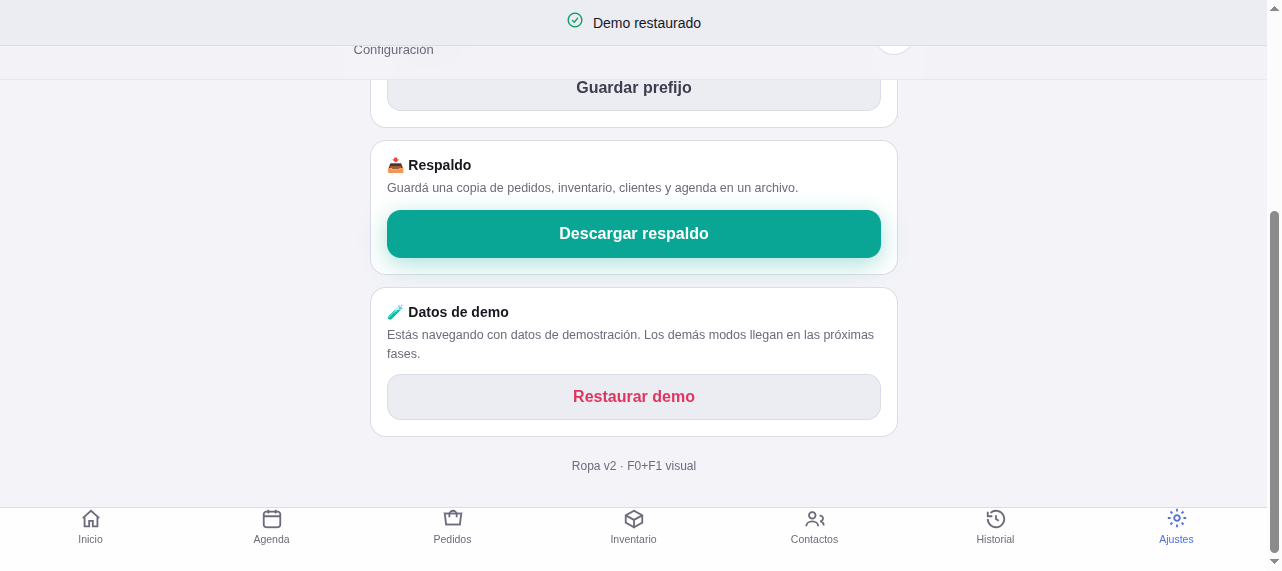 Demo restaurado
Configuración
Guardar prefijo
Respaldo
Guardá una copia de pedidos, inventario, clientes y agenda en un archivo.
Descargar respaldo
Datos de demo
Estás navegando con datos de demostración. Los demás modos llegan en las próximas
fases.
Restaurar demo
Ropa v2 · F0+F1 visual
Inicio
Agenda
Pedidos
Inventario
Contactos
Historial
Ajustes